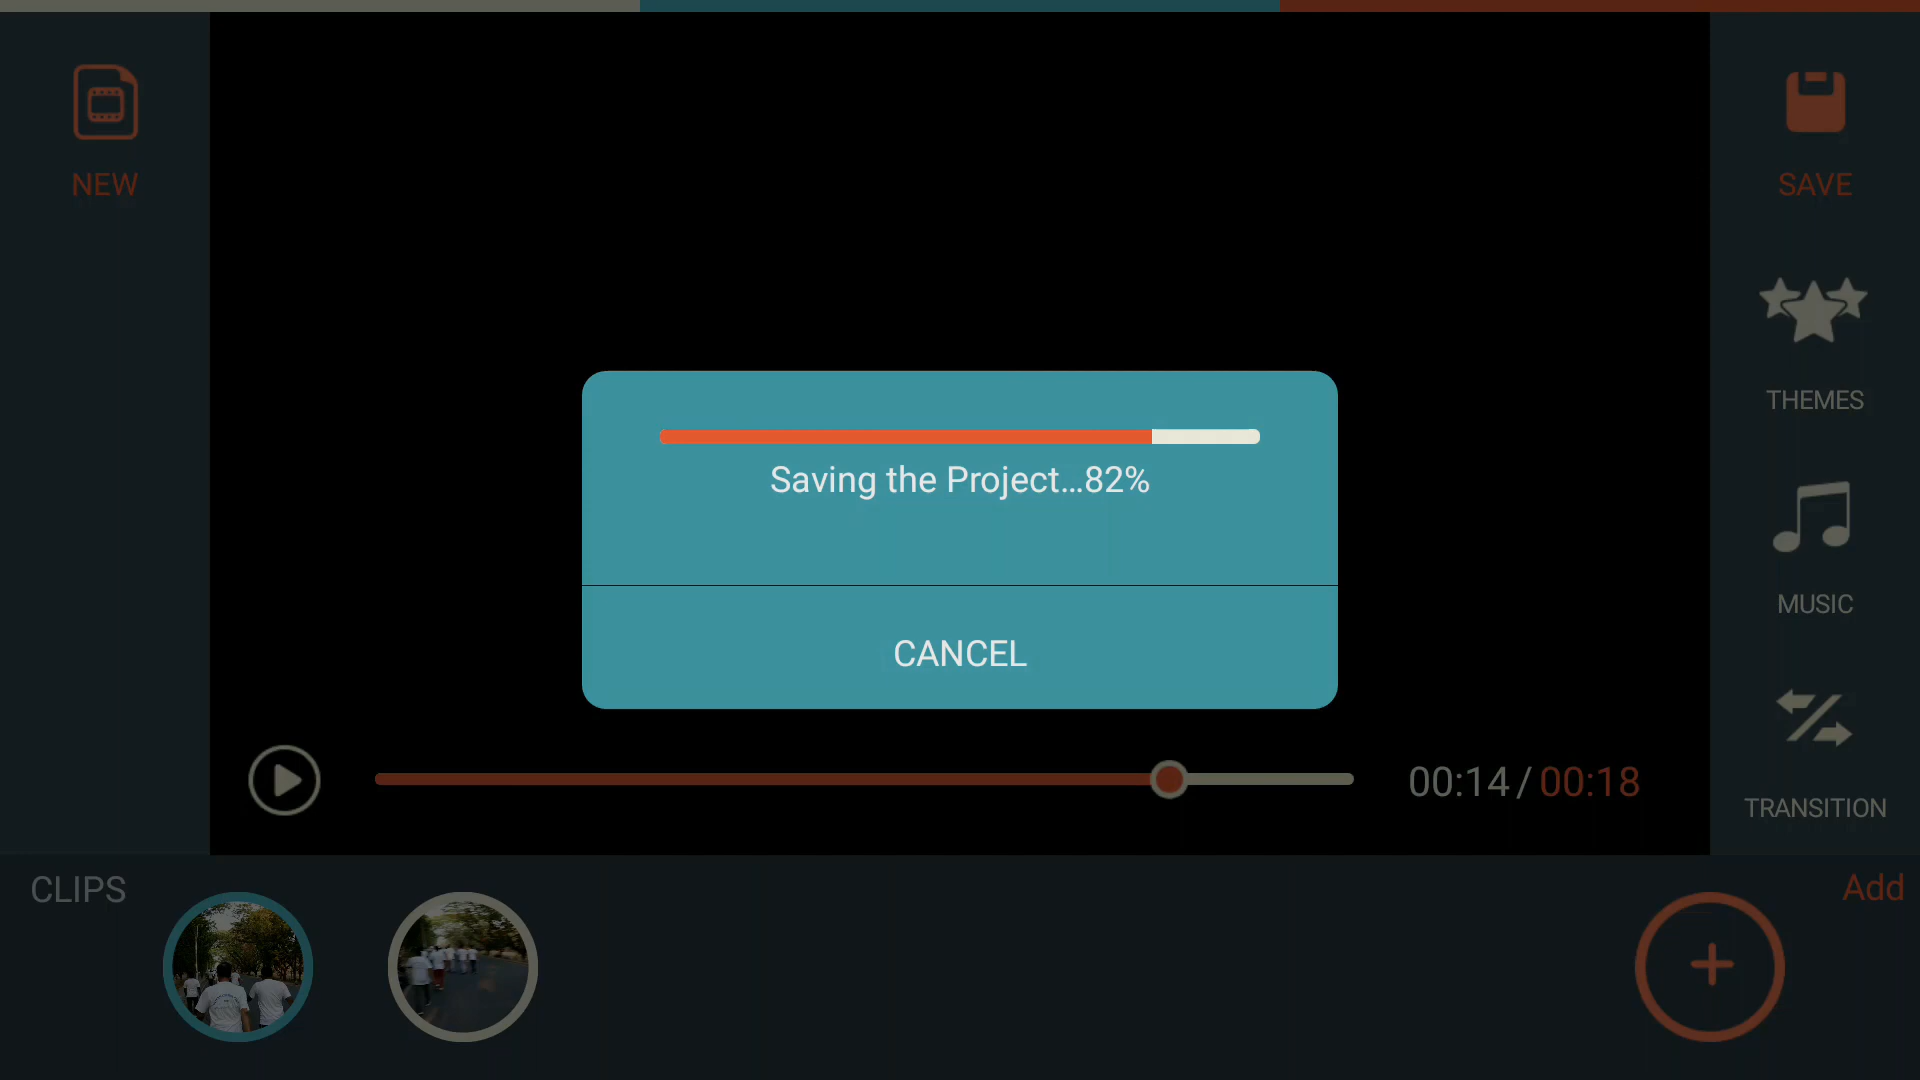 NEW
SAVE
THEMES
Saving the Project...82%
MUSIC
CANCEL
00:14 / 00:18
TRANSITION
CLIPS
Add